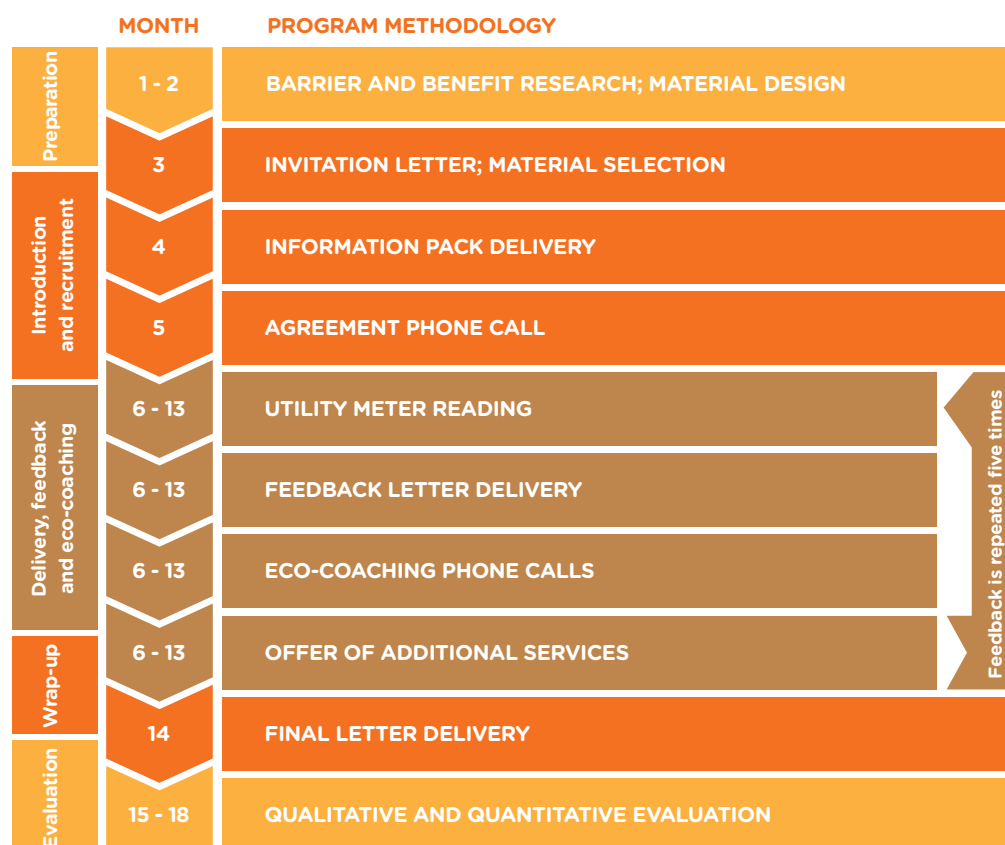 MONTH PROGRAM METHODOLOGY
Preparation
1 - 2 BARRIER AND BENEFIT RESEARCH; MATERIAL DESIGN
3 INVITATION LETTER; MATERIAL SELECTION
Introduction
and recruitment
4 INFORMATION PACK DELIVERY
5 AGREEMENT PHONE CALL
Delivery, feedback
and eco-coaching
6 - 13 UTILITY METER READING
6 - 13 FEEDBACK LETTER DELIVERY
6 - 13 ECO-COACHING PHONE CALLS
6 - 13 OFFER OF ADDITIONAL SERVICES
Feedback is repeated five times
Wrap-up
14 FINAL LETTER DELIVERY
Evaluation
15 - 18 QUALITATIVE AND QUANTITATIVE EVALUATION